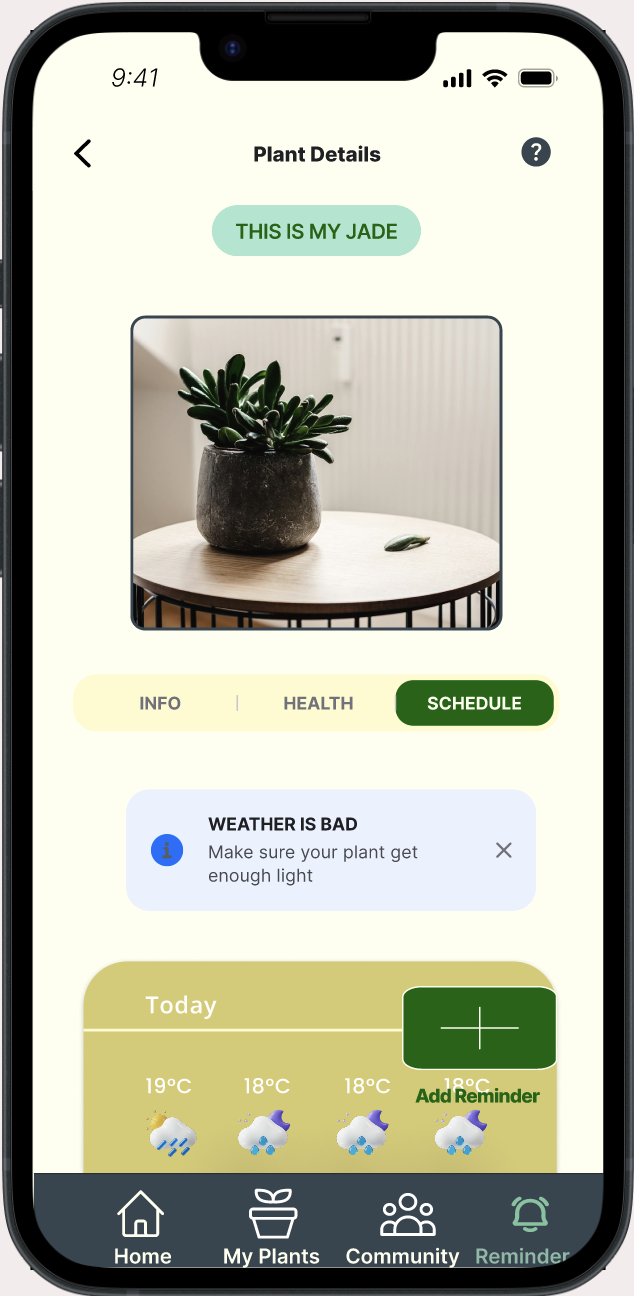 9:41
Plant Details
?
THIS IS MY JADE
INFO
HEALTH
SCHEDULE
WEATHER IS BAD
i
Make sure your plant get
enough light
Today
19°C 18°C 18°C 18°C
Add Reminder
Home My Plants Community Reminder